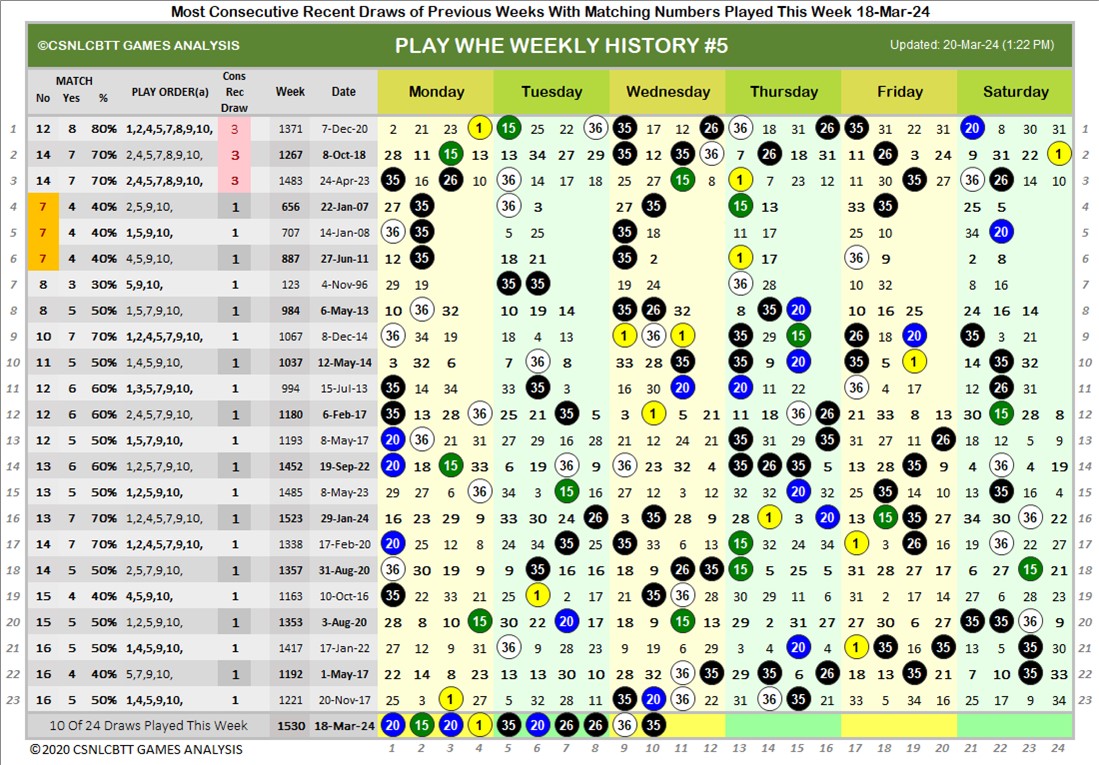 Most Consecutive Recent Draws of Previous Weeks With Matching Numbers Played This Week 18-Mar-24
©CSNLCBTT GAMES ANALYSIS PLAY WHE WEEKLY HISTORY #5 Updated: 20-Mar-24 (1:22 PM)
MATCH Cons
No Yes % PLAY ORDER(a) Rec Week Date Monday Tuesday Wednesday Thursday Friday Saturday
Draw
1 12 8 80% 1,2,4,5,7,8,9,10, 3 1371 7-Dec-20 2 21 23 1 15 25 22 36 35 17 12 26 36 18 31 26 35 31 22 31 20 8 30 31 1
2 14 7 70% 2,4,5,7,8,9,10, 3 1267 8-Oct-18 28 11 15 13 13 34 27 29 35 12 35 36 7 26 18 31 11 26 3 24 9 31 22 1 2
3 14 7 70% 2,4,5,7,8,9,10, 3 1483 24-Apr-23 35 16 26 10 36 14 17 18 25 27 15 8 1 7 23 12 11 30 35 27 36 26 14 10 3
4 7 4 40% 2,5,9,10, 1 656 22-Jan-07 27 35 36 3 27 35 15 13 33 35 25 5 4
5 7 4 40% 1,5,9,10, 1 707 14-Jan-08 36 35 5 25 35 18 11 17 25 10 34 20 5
6 7 4 40% 4,5,9,10, 1 887 27-Jun-11 12 35 18 21 35 2 1 17 36 9 2 8 6
7 8 3 30% 5,9,10, 1 123 4-Nov-96 29 19 35 35 19 24 36 28 10 32 8 16 7
8 8 5 50% 1,5,7,9,10, 1 984 6-May-13 10 36 32 10 19 14 35 26 32 8 35 20 10 16 25 24 16 14 8
9 10 7 70% 1,2,4,5,7,9,10, 1 1067 8-Dec-14 36 34 19 18 4 13 1 36 1 35 29 15 26 18 20 35 3 21 9
10 11 5 50% 1,4,5,9,10, 1 1037 12-May-14 3 32 6 7 36 8 33 28 35 35 9 20 35 5 1 14 35 32 10
11 12 6 60% 1,3,5,7,9,10, 1 994 15-Jul-13 35 14 34 33 35 3 16 30 20 20 11 22 36 4 17 12 26 31 11
12 12 6 60% 2,4,5,7,9,10, 1 1180 6-Feb-17 35 13 28 36 25 21 35 5 3 1 5 21 11 18 36 26 21 33 8 13 30 15 28 8 12
13 12 5 50% 1,5,7,9,10, 1 1193 8-May-17 20 36 21 31 27 29 16 28 21 12 24 21 35 31 29 35 31 27 11 26 18 12 5 9 13
14 13 6 60% 1,2,5,7,9,10, 1 1452 19-Sep-22 20 18 15 33 6 19 36 9 36 23 32 4 35 26 35 5 13 28 35 9 4 36 4 19 14
15 13 5 50% 1,2,5,9,10, 1 1485 8-May-23 29 27 6 36 34 3 15 16 27 12 3 12 32 32 20 32 25 35 14 10 13 35 16 4 15
16 13 7 70% 1,2,4,5,7,9,10, 1 1523 29-Jan-24 16 23 29 9 33 30 24 26 3 35 28 9 28 1 3 20 13 15 35 27 34 30 36 22 16
17 14 7 70% 1,2,4,5,7,9,10, 1 1338 17-Feb-20 20 25 12 8 24 34 35 25 35 33 6 13 15 32 24 34 1 3 26 16 22 36 22 27 17
18 14 5 50% 2,5,7,9,10, 1 1357 31-Aug-20 36 30 19 9 9 35 16 16 18 9 26 35 15 5 25 5 31 28 27 17 6 27 15 21 18
19 15 4 40% 4,5,9,10, 1 1163 10-Oct-16 35 22 33 21 25 1 2 17 21 35 36 28 30 29 11 6 31 2 17 14 27 6 28 23 19
20 15 5 50% 1,2,5,9,10, 1 1353 3-Aug-20 28 8 10 15 30 22 20 17 18 9 15 13 29 2 31 27 27 30 6 27 35 35 36 9 20
21 16 5 50% 1,4,5,9,10, 1 1417 17-Jan-22 27 12 9 31 36 9 28 23 9 19 6 29 3 4 20 4 1 35 16 35 13 5 35 30 21
22 16 4 40% 5,7,9,10, 1 1192 1-May-17 22 14 8 23 13 13 30 10 28 32 36 35 29 35 6 26 18 13 35 21 7 10 35 33 22
23 16 5 50% 1,4,5,9,10, 1 1221 20-Nov-17 25 3 1 27 5 32 28 11 35 20 36 22 31 36 35 21 33 5 34 16 25 17 9 34 23
10 Of 24 Draws Played This Week 1530 18-Mar-24 20 15 20 1 35 20 26 26 36 35
© 2020 CSNLCBTT GAMES ANALYSIS 1 2 3 4 5 6 7 8 9 10 11 12 13 14 15 16 17 18 19 20 21 22 23 24